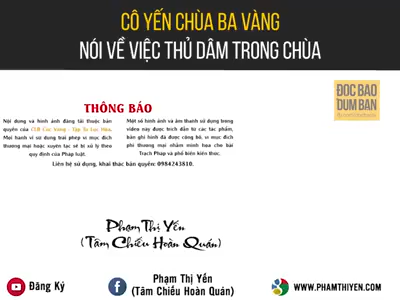 CÔ YẾN CHÙA BA VÀNG
NÓI VỀ VIỆC THỦ DÂM TRONG CHÙA
ĐỌC BÁO
DÙM BẠN
THÔNG BÁO
Nội dung và hình ảnh đăng tải thuộc bản
quyền của CLB Cúc Vàng - Tập Tu Lục Hòa.
Mọi hành vi sử dụng trái phép vì mục đích
thương mại hoặc xuyên tạc sẽ bị xử lý theo
quy định của Pháp luật.
Một số hình ảnh và âm thanh sử dụng trong
video này được trích dẫn từ các tác phẩm,
bản ghi hình đã được công bố, vì mục đích
phi thương mại nhằm minh họa cho bài
Trạch Pháp và phổ biến kiến thức.
Liên hệ sử dụng, khai thác bản quyền: 0984243810.
Phạm Thị Yến
(Tâm Chiếu Hoàn Quán)
Đăng Ký
Phạm Thị Yến
(Tâm Chiếu Hoàn Quán)
WWW.PHAMTHIYEN.COM